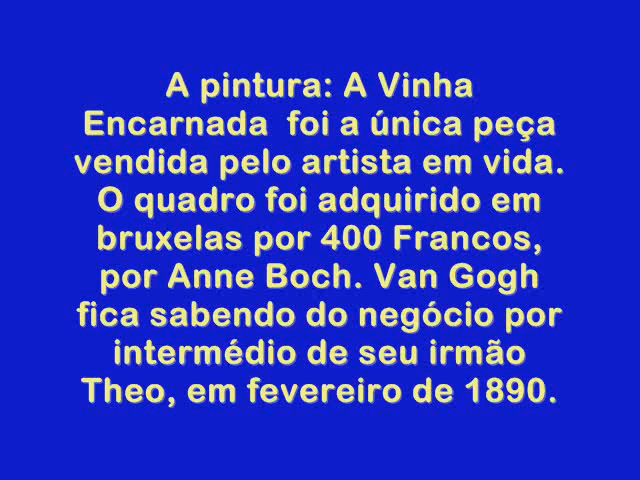 A pintura: A Vinha
Encarnada  foi a única peça
vendida pelo artista em vida.
O quadro foi adquirido em
bruxelas por 400 Francos,
por Anne Boch. Van Gogh
fica sabendo do negócio por
intermédio de seu irmão
Theo, em fevereiro de 1890.